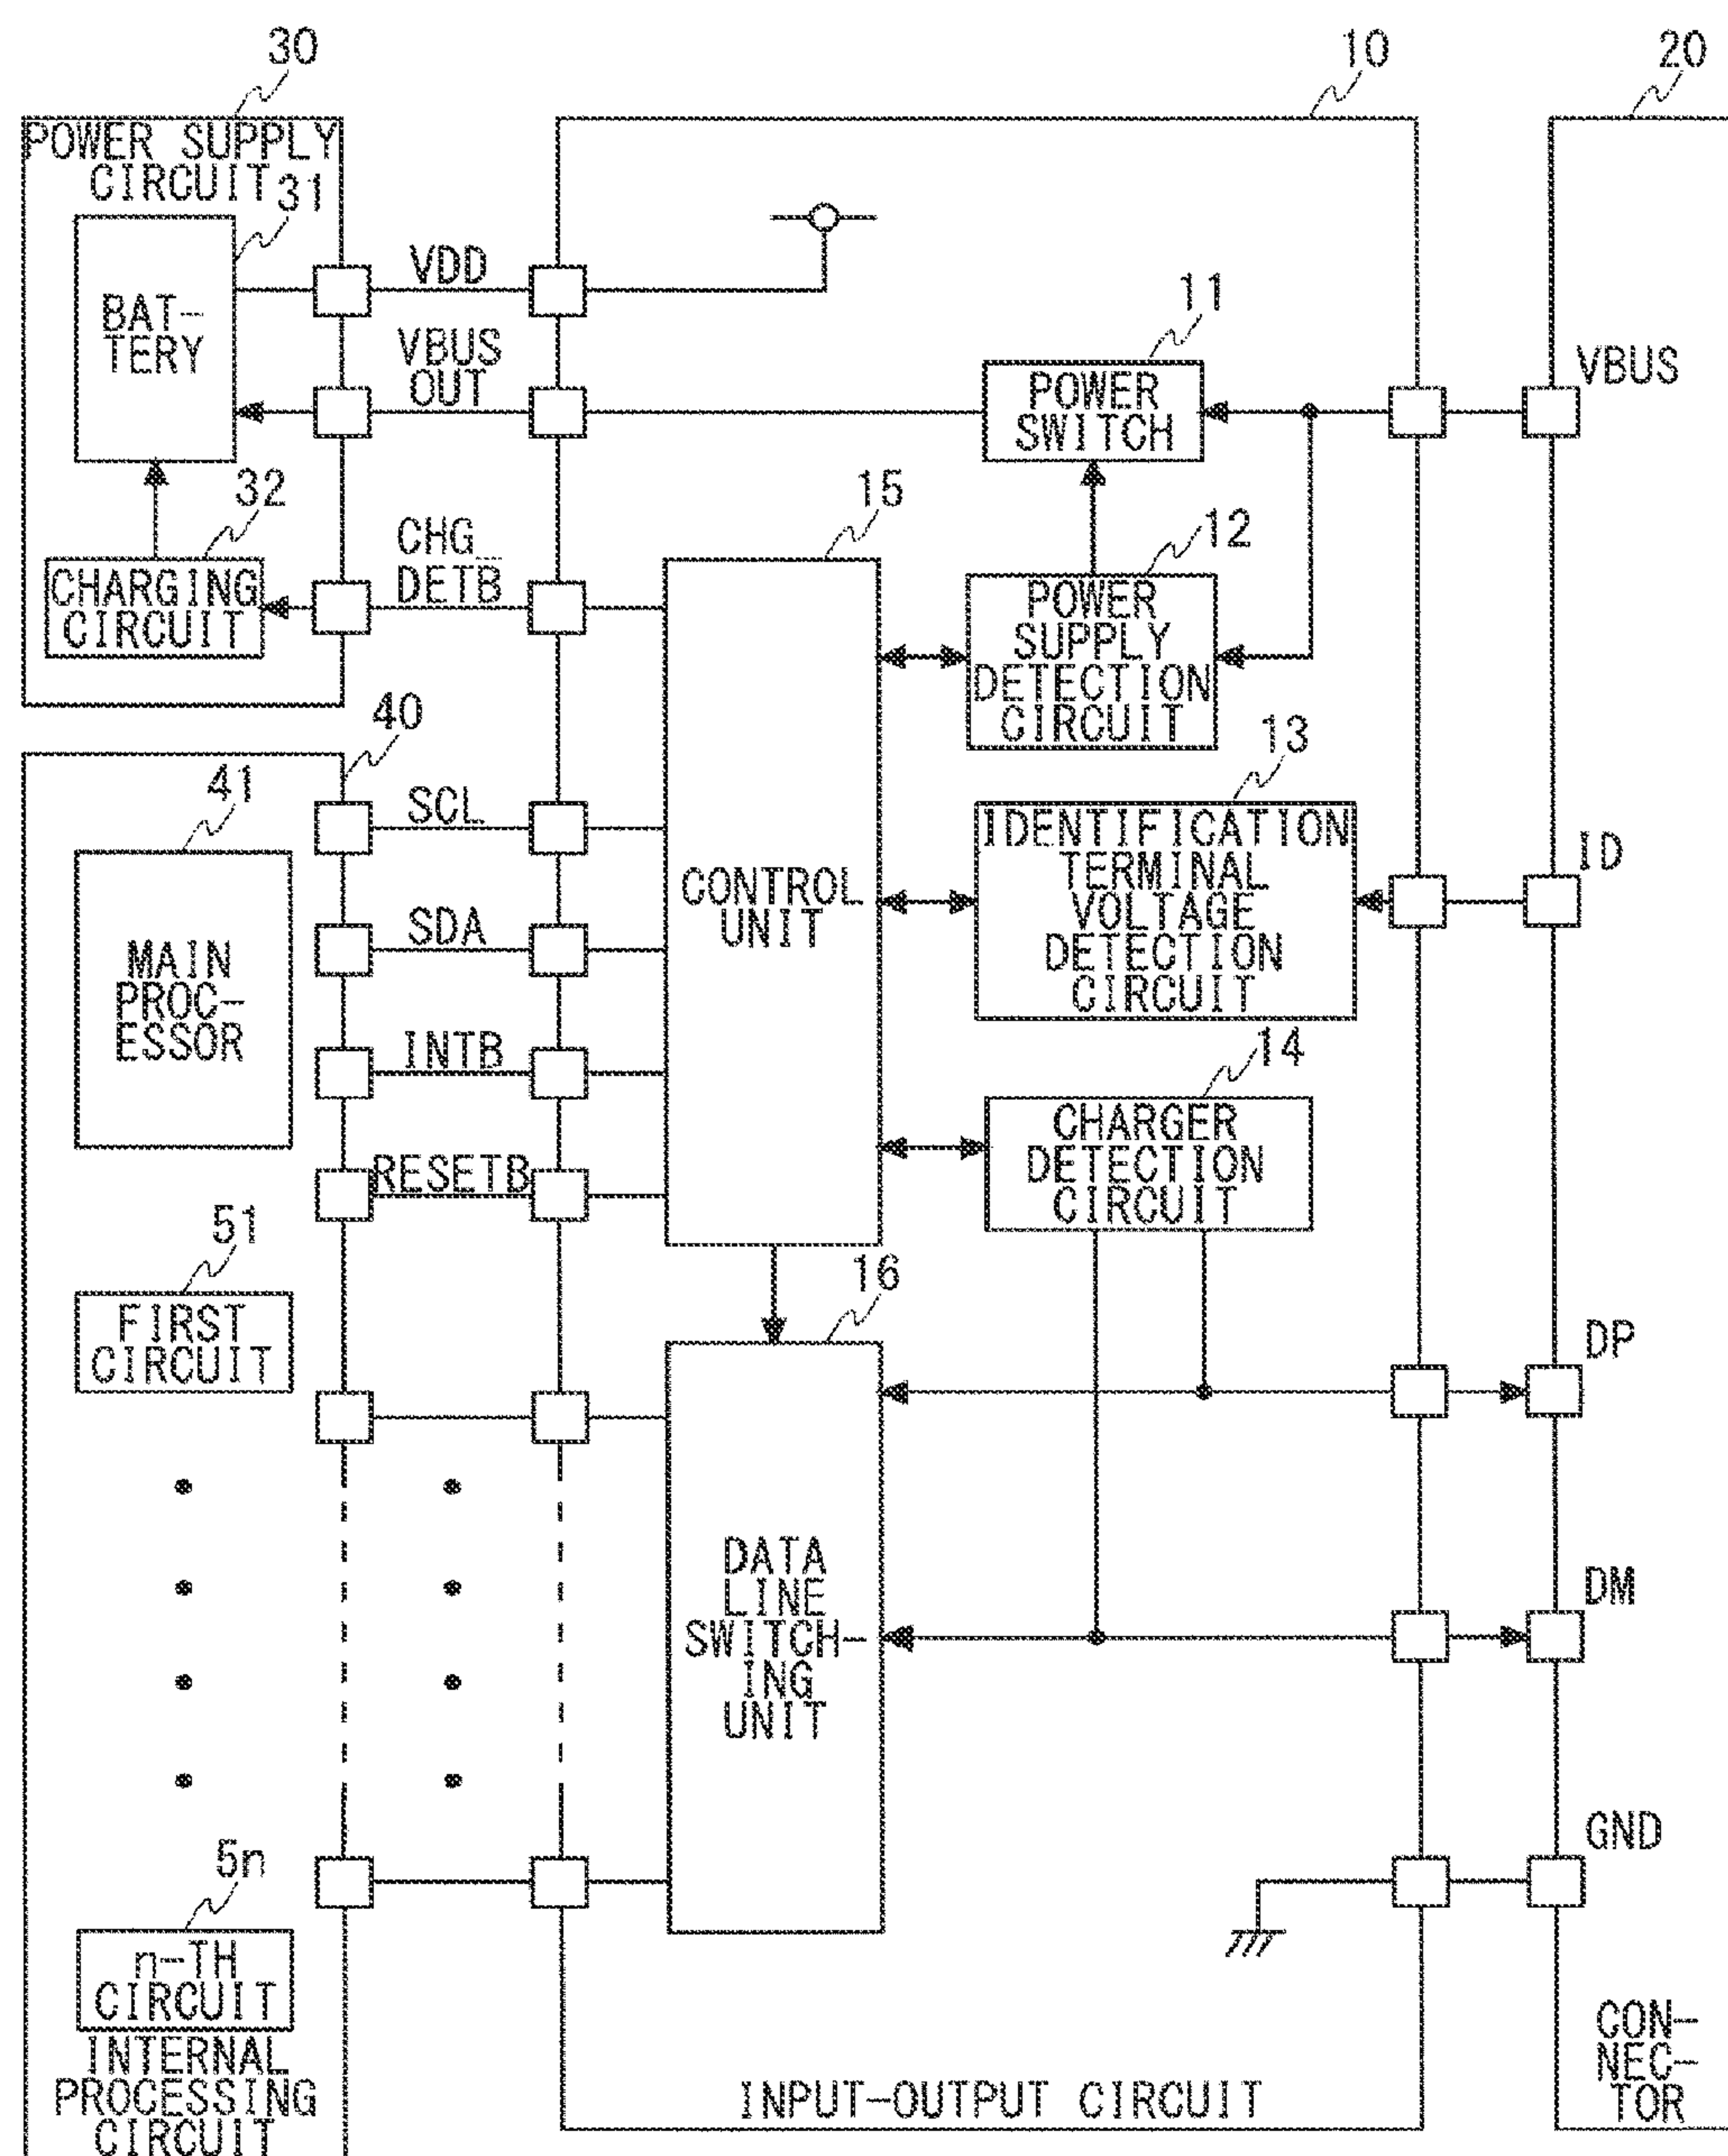 30
10
20
POWER SUPPLY
CIRCUIT
31
BAT-
TERY
VDD
VBUS
OUT
11
POWER
SWITCH
VBUS
32
CHARGING
CIRCUIT
CHG_
DETB
15
12
POWER
SUPPLY
DETECTION
CIRCUIT
40
41
MAIN
PROC-
ESSOR
SCL
SDA
INTB
RESETB
CONTROL
UNIT
13
IDENTIFICATION
TERMINAL
VOLTAGE
DETECTION
CIRCUIT
ID
14
CHARGER
DETECTION
CIRCUIT
51
FIRST
CIRCUIT
16
DATA
LINE
SWITCH-
ING
UNIT
DP
DM
GND
5n
n-TH
CIRCUIT
INTERNAL
PROCESSING
CIRCUIT
INPUT-OUTPUT CIRCUIT
CON-
NEC-
TOR